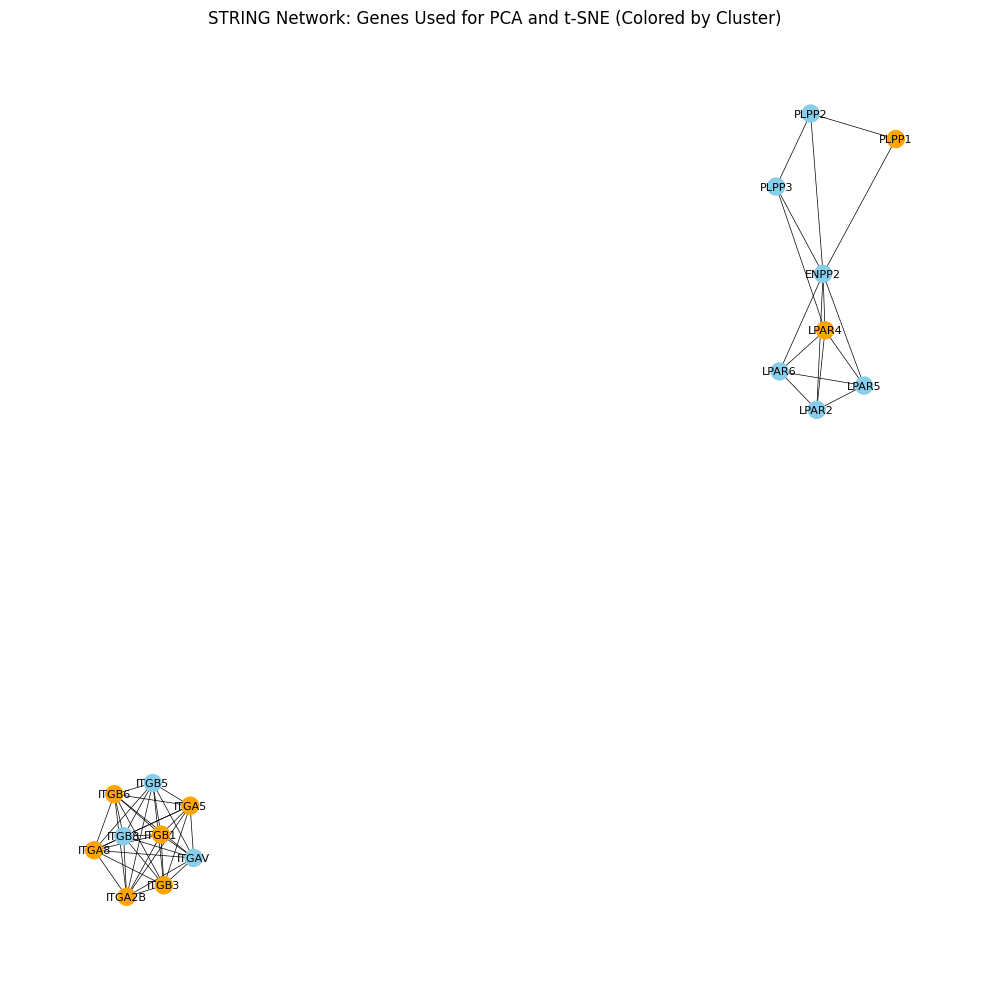 STRING Network: Genes Used for PCA and t-SNE (Colored by Cluster)
PLPP2
PLPP1
PLPP3
ENPP2
LPAR4
LPAR6
LPAR5
LPAR2
ITGB5
ITGB6
ITGA5
ITGB8
ITGB1
ITGA8
ITGAV
ITGB3
ITGA2B